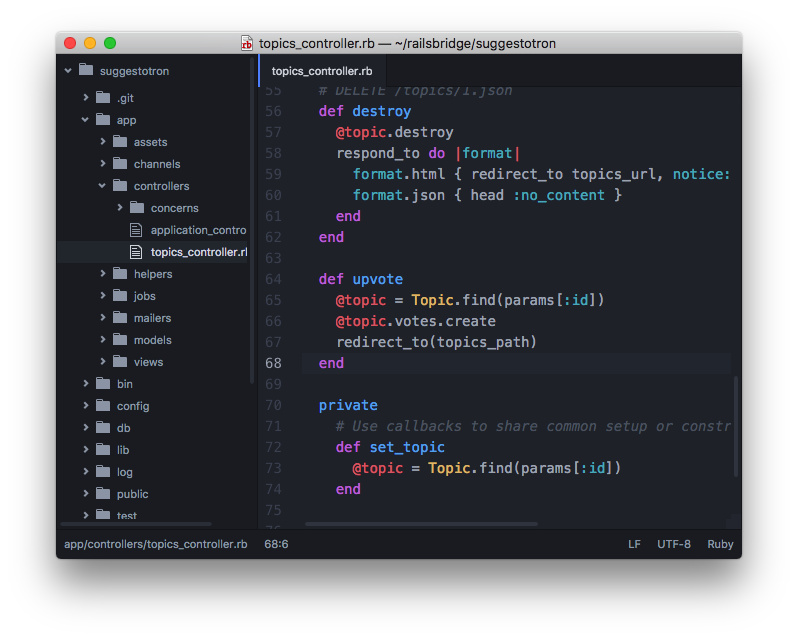 topics_controller.rb — ~/railsbridge/suggestotron
suggestotron
.git
app
assets
channels
controllers
concerns
application_contro
topics_controller.rb
helpers
jobs
mailers
models
views
bin
config
db
lib
log
public
test
topics_controller.rb
55 # DELETE /topics/1.json
56 def destroy
57 @topic.destroy
58 respond_to do |format|
59 format.html { redirect_to topics_url, notice:
60 format.json { head :no_content }
61 end
62 end
63
64 def upvote
65 @topic = Topic.find(params[:id])
66 @topic.votes.create
67 redirect_to(topics_path)
68 end
69
70 private
71 # Use callbacks to share common setup or constr
72 def set_topic
73 @topic = Topic.find(params[:id])
74 end
75
76
app/controllers/topics_controller.rb 68:6 LF UTF-8 Ruby